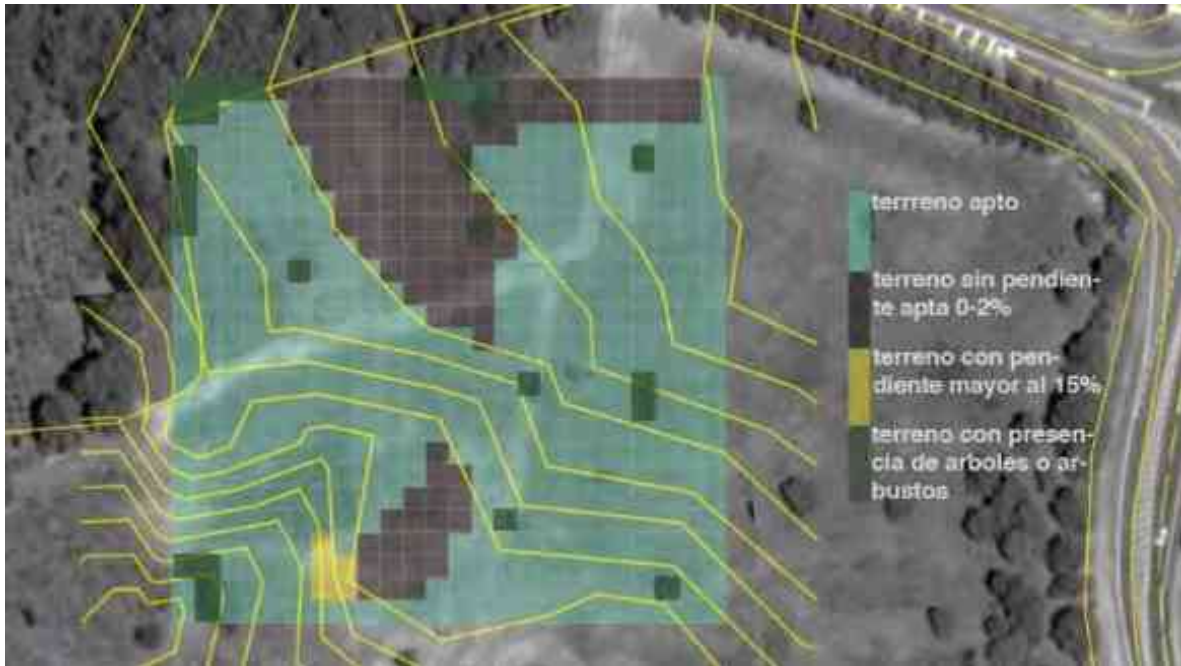 terrreno apto
terreno sin pendien-
te apta 0-2%
terreno con pen-
diente mayor al 15%
terreno con presen-
cia de arboles o ar-
bustos